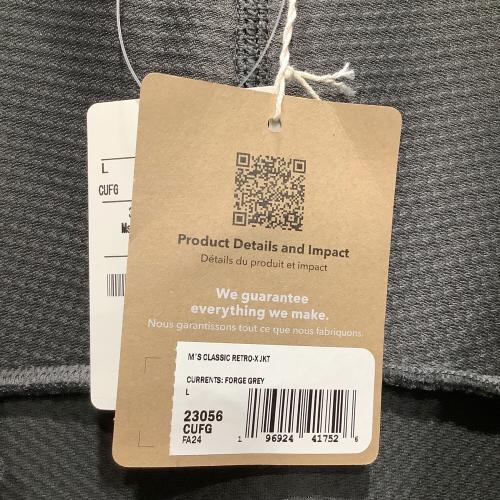 L
CUFG
Product Details and Impact
Détails du produit et impact
We guarantee
everything we make.
Nous garantissons tout ce que nous fabriquons.
M'S CLASSIC RETRO-X JKT
CURRENTS: FORGE GREY
L
23056
CUFG
FA24
1 96924 41752 6